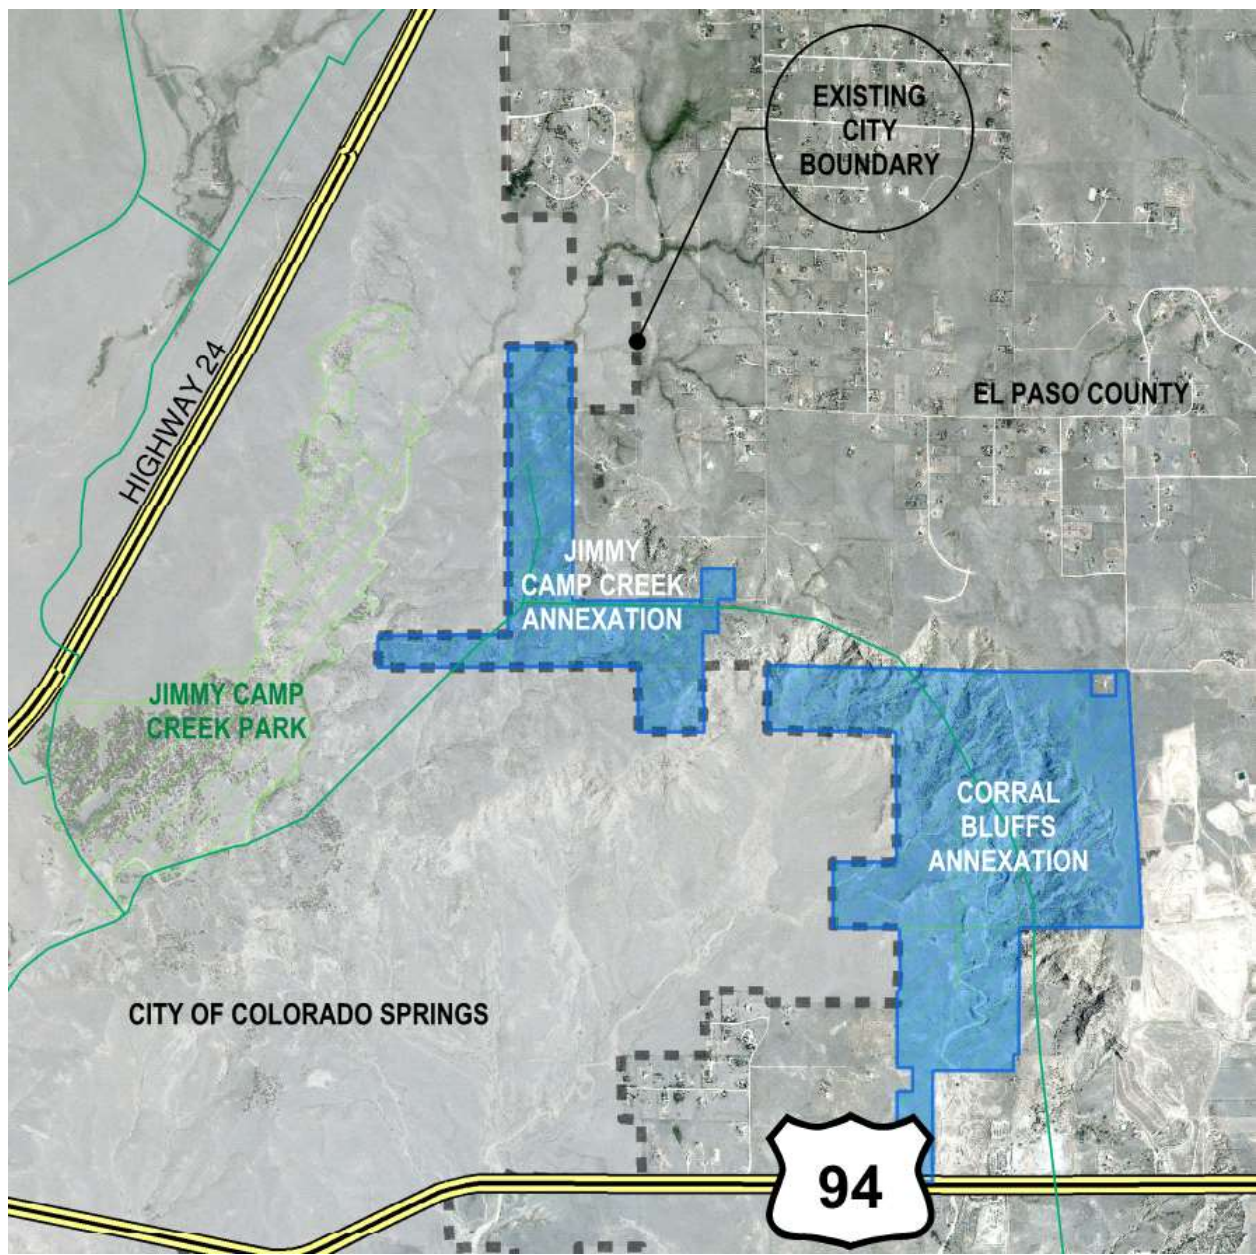 EXISTING
CITY
BOUNDARY
HIGHWAY 24
EL PASO COUNTY
JIMMY
CAMP CREEK
ANNEXATION
JIMMY CAMP
CREEK PARK
CORRAL
BLUFFS
ANNEXATION
CITY OF COLORADO SPRINGS
94